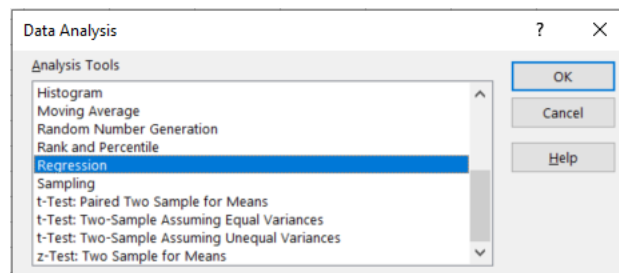 Data Analysis
?
Analysis Tools
Histogram
Moving Average
Random Number Generation
Rank and Percentile
Regression
Sampling
t-Test: Paired Two Sample for Means
t-Test: Two-Sample Assuming Equal Variances
t-Test: Two-Sample Assuming Unequal Variances
z-Test: Two Sample for Means
OK
Cancel
Help